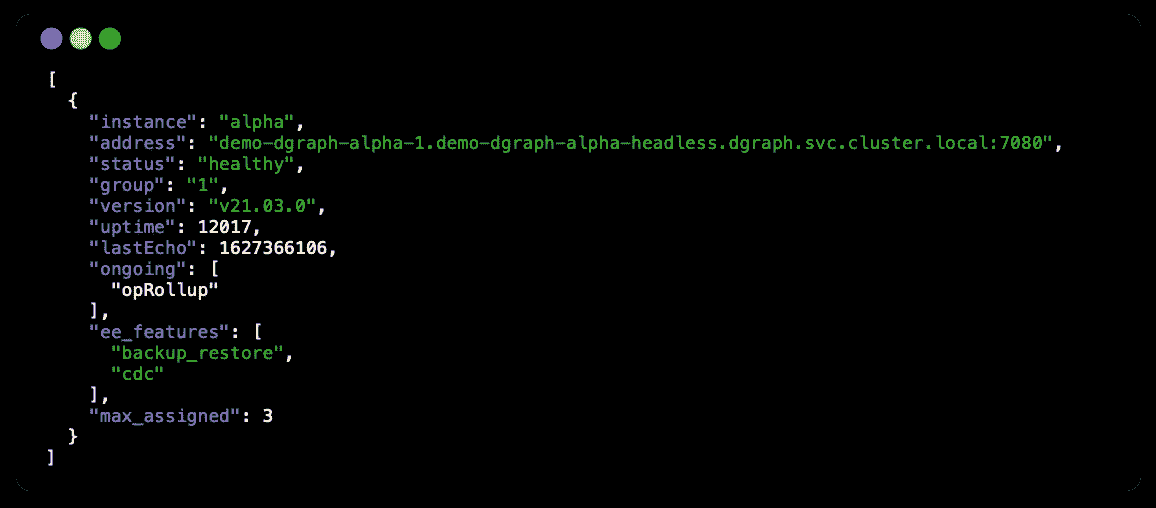 [
  {
    "instance": "alpha",
    "address": "demo-dgraph-alpha-1.demo-dgraph-alpha-headless.dgraph.svc.cluster.local:7080",
    "status": "healthy",
    "group": "1",
    "version": "v21.03.0",
    "uptime": 12017,
    "lastEcho": 1627366106,
    "ongoing": [
      "opRollup"
    ],
    "ee_features": [
      "backup_restore",
      "cdc"
    ],
    "max_assigned": 3
  }
]